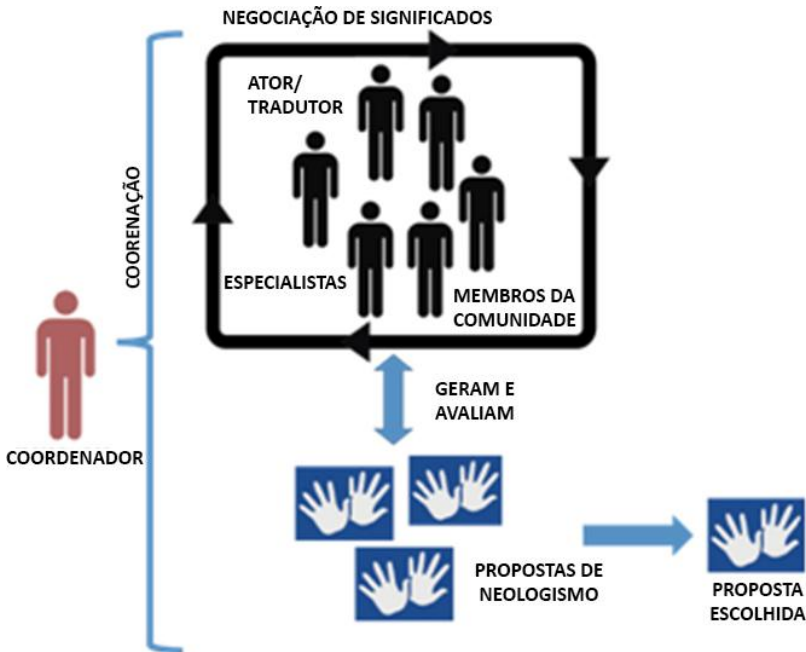 NEGOCIAÇÃO DE SIGNIFICADOS
ATOR/
TRADUTOR
COORENAÇÃO
ESPECIALISTAS
MEMBROS DA
COMUNIDADE
GERAM E
AVALIAM
COORDENADOR
PROPOSTAS DE
NEOLOGISMO
PROPOSTA
ESCOLHIDA